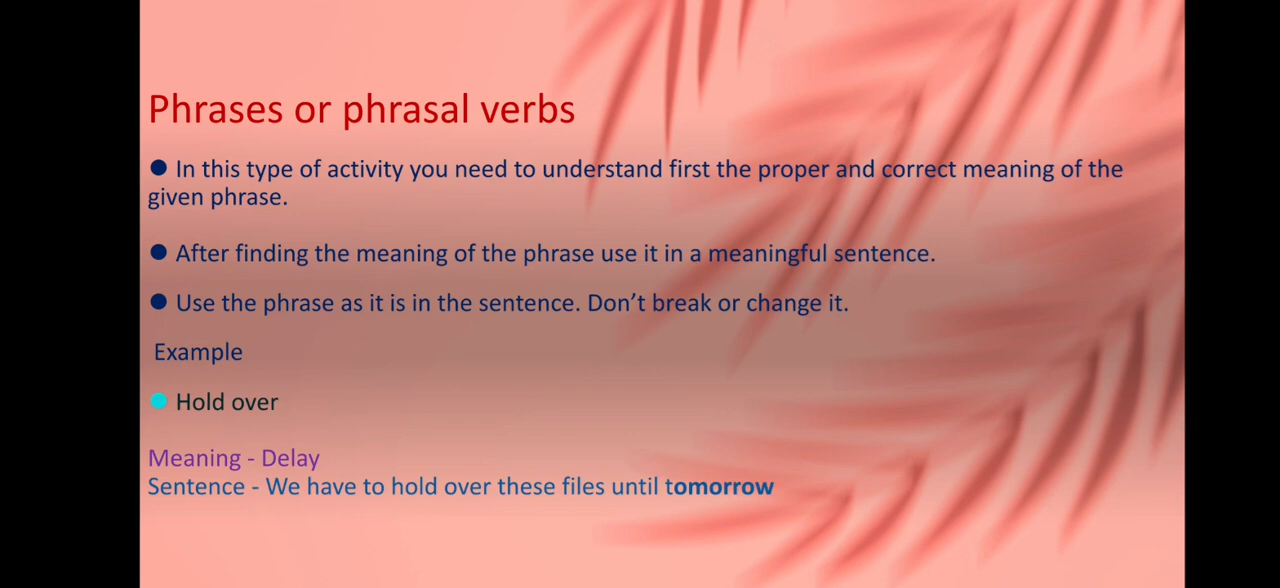 Phrases or phrasal verbs
● In this type of activity you need to understand first the proper and correct meaning of the
given phrase.
● After finding the meaning of the phrase use it in a meaningful sentence.
● Use the phrase as it is in the sentence. Don’t break or change it.
Example
● Hold over
Meaning - Delay
Sentence - We have to hold over these files until tomorrow